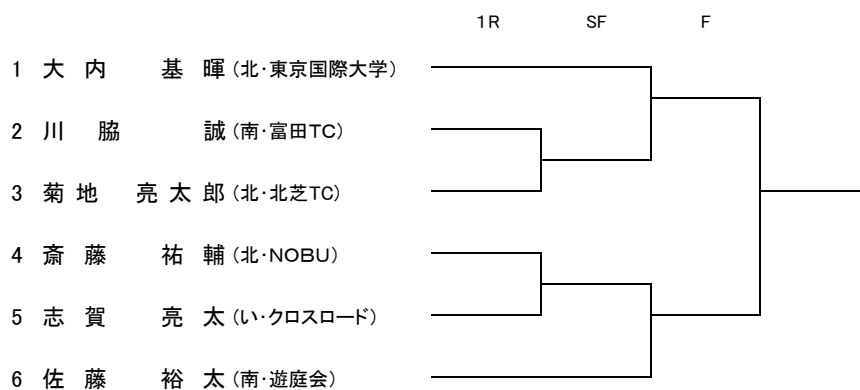 1R SF F
1 大内 基暉 (北・東京国際大学)
2 川脇 誠 (南・富田TC)
3 菊地 亮太郎 (北・北芝TC)
4 斎藤 祐輔 (北・NOBU)
5 志賀 亮太 (い・クロスロード)
6 佐藤 裕太 (南・遊庭会)